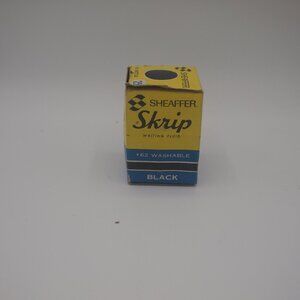 SHEAFFER
Skrip
WRITING FLUID
62 WASHABLE
BLACK